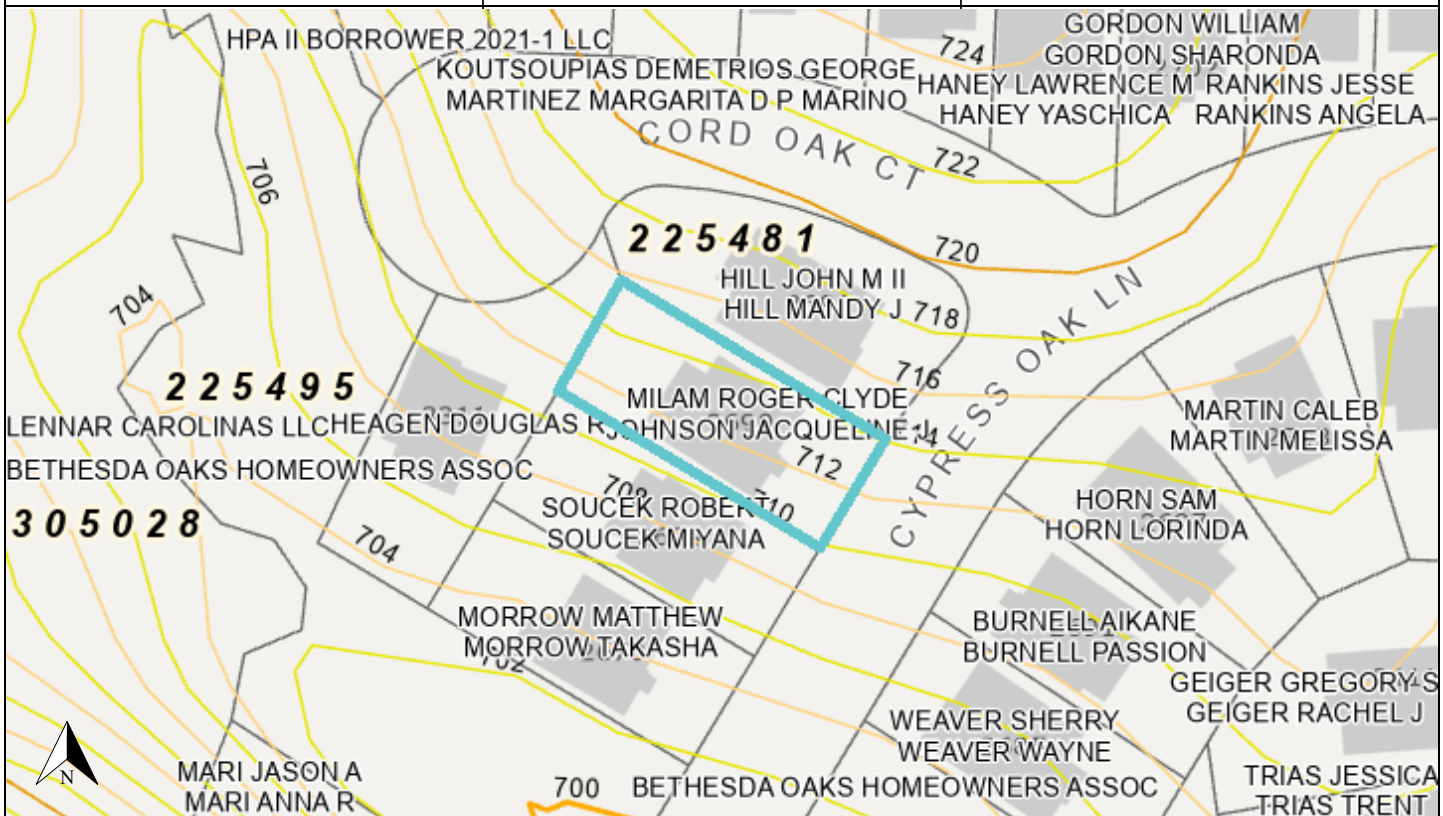 HPA II BORROWER 2021-1 LLC
KOUTSOUPIAS DEMETRIOS GEORGE
MARTINEZ MARGARITA D P MARINO
724
GORDON WILLIAM
GORDON SHARONDA
HANEY LAWRENCE M
HANEY YASCHICA
RANKINS JESSE
RANKINS ANGELA
CORD OAK CT
722
706
225481
720
HILL JOHN M II
HILL MANDY J
718
CYPRESS OAK LN
704
716
225495
MILAM ROGER CLYDE
JOHNSON JACQUELINE
714
712
LENNAR CAROLINAS LLC
HEAGEN DOUGLAS R
BETHESDA OAKS HOMEOWNERS ASSOC
MARTIN CALEB
MARTIN MELISSA
305028
708
710
SOUCEK ROBERT
SOUCEK MIYANA
HORN SAM
HORN LORINDA
704
MORROW MATTHEW
MORROW TAKASHA
702
BURNELL AIKANE
BURNELL PASSION
GEIGER GREGORY S
GEIGER RACHEL J
WEAVER SHERRY
WEAVER WAYNE
N
MARI JASON A
MARI ANNA R
700
BETHESDA OAKS HOMEOWNERS ASSOC
TRIAS JESSICA
TRIAS TRENT